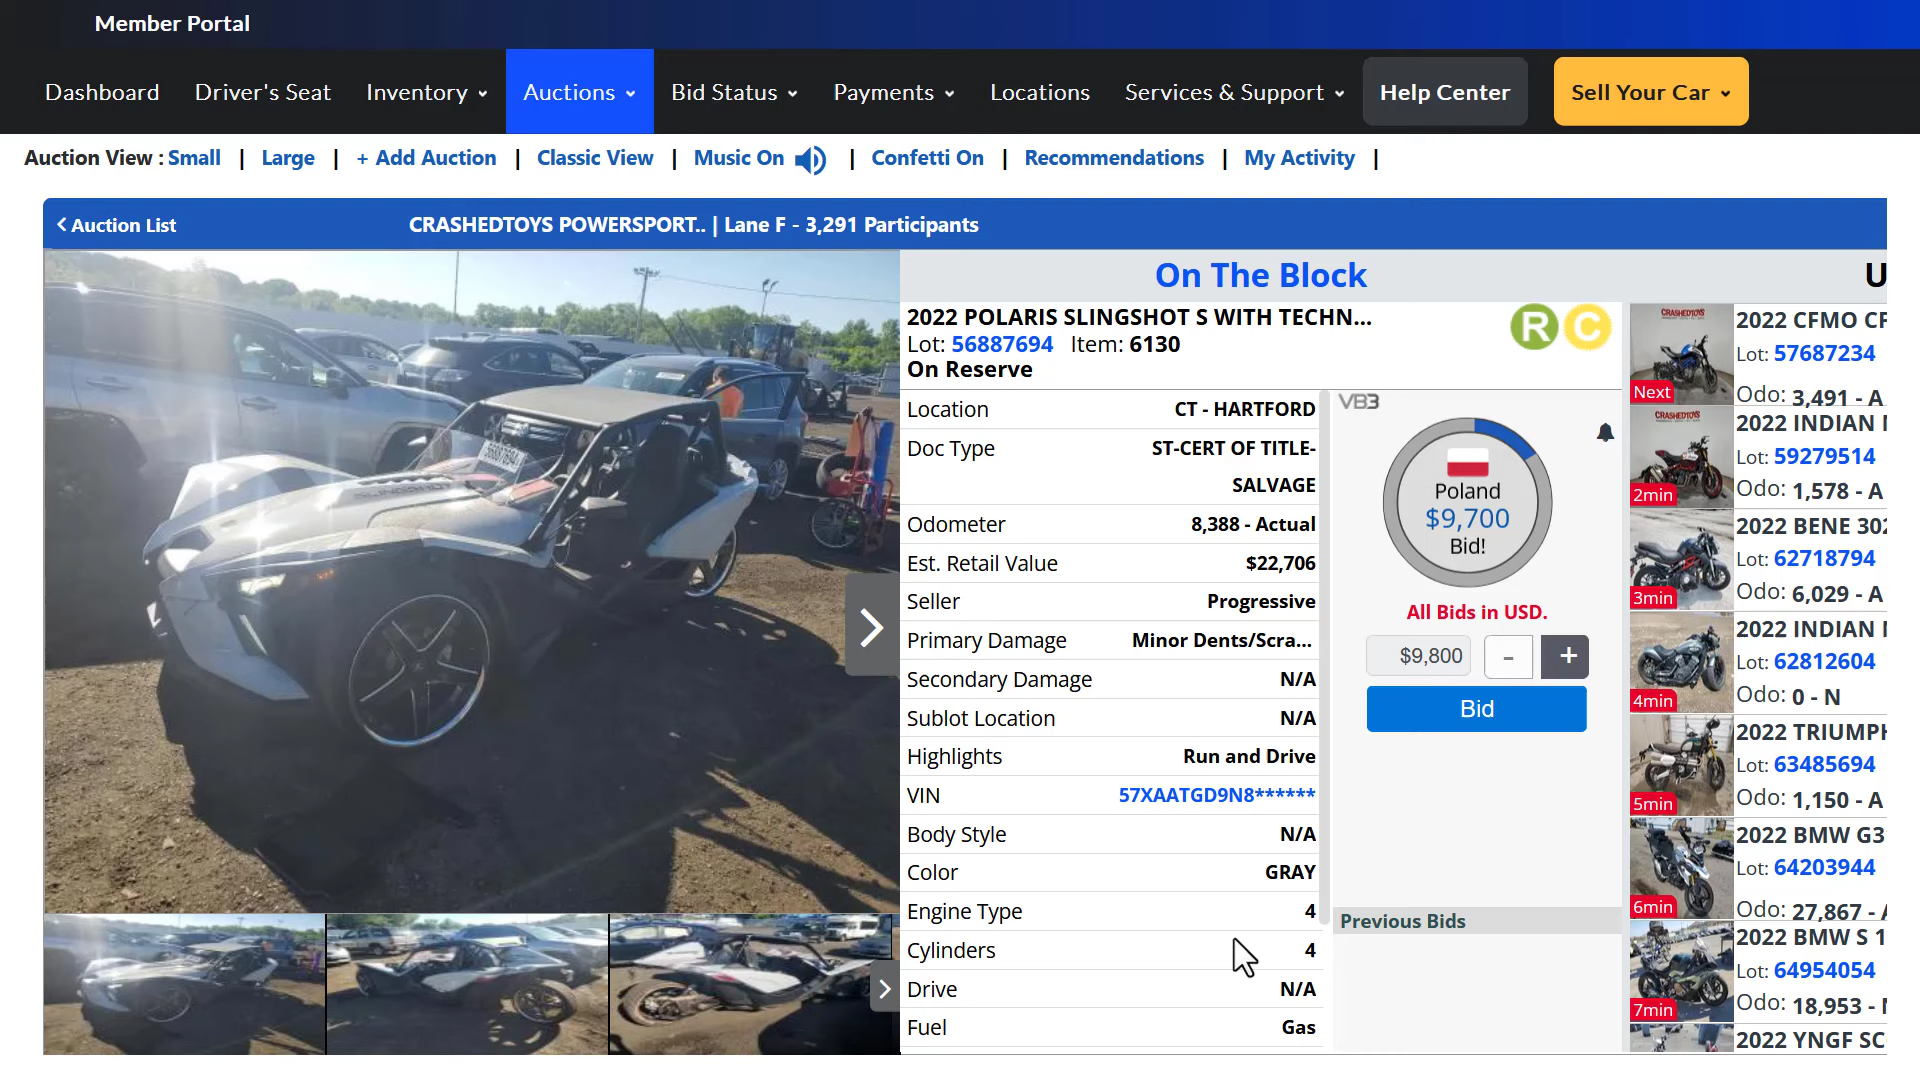 Member Portal
Dashboard Driver's Seat Inventory Auctions Bid Status Payments Locations Services & Support Help Center Sell Your Car
Auction View : Small | Large | + Add Auction | Classic View | Music On | Confetti On | Recommendations | My Activity |
Auction List
CRASHEDTOYS POWERSPORT.. | Lane F - 3,291 Participants
On The Block
2022 POLARIS SLINGSHOT S WITH TECHN...
Lot: 56887694 Item: 6130
On Reserve
R C
Location CT - HARTFORD
Doc Type ST-CERT OF TITLE-
SALVAGE
Odometer 8,388 - Actual
Est. Retail Value $22,706
Seller Progressive
Primary Damage Minor Dents/Scra...
Secondary Damage N/A
Sublot Location N/A
Highlights Run and Drive
VIN 57XAATGD9N8******
Body Style N/A
Color GRAY
Engine Type 4
Cylinders 4
Drive N/A
Fuel Gas
VB3
Poland
$9,700
Bid!
All Bids in USD.
$9,800 - +
Bid
Previous Bids
U
CRASHEDTOYS
Next
2022 CFMO CF
Lot: 57687234
Odo: 3,491 - A
CRASHEDTOYS
2min
2022 INDIAN
Lot: 59279514
Odo: 1,578 - A
3min
2022 BENE 302
Lot: 62718794
Odo: 6,029 - A
4min
2022 INDIAN
Lot: 62812604
Odo: 0 - N
5min
2022 TRIUMPH
Lot: 63485694
Odo: 1,150 - A
6min
2022 BMW G3
Lot: 64203944
Odo: 27,867 - A
7min
2022 BMW S 1
Lot: 64954054
Odo: 18,953 -
2022 YNGF SC
SLINGSHOT
56887694